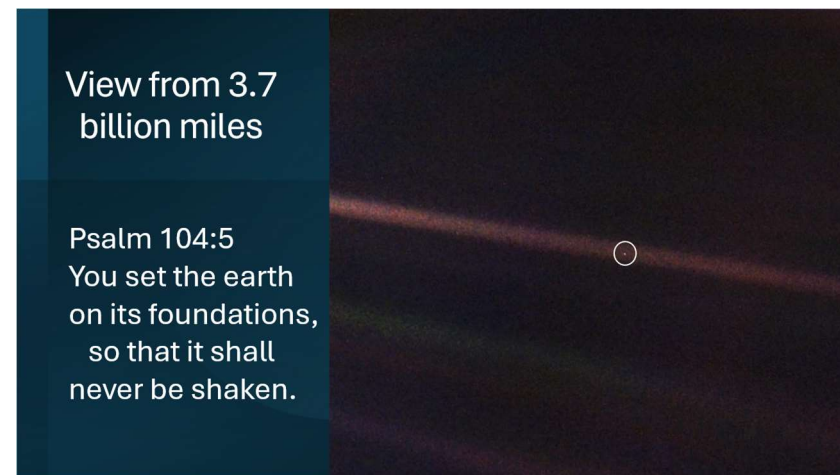 View from 3.7
billion miles
Psalm 104:5
You set the earth
on its foundations,
so that it shall
never be shaken.